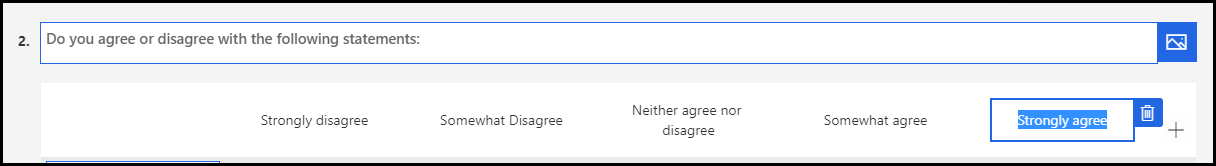 2. Do you agree or disagree with the following statements:
Strongly disagree Somewhat Disagree Neither agree nor disagree Somewhat agree Strongly agree